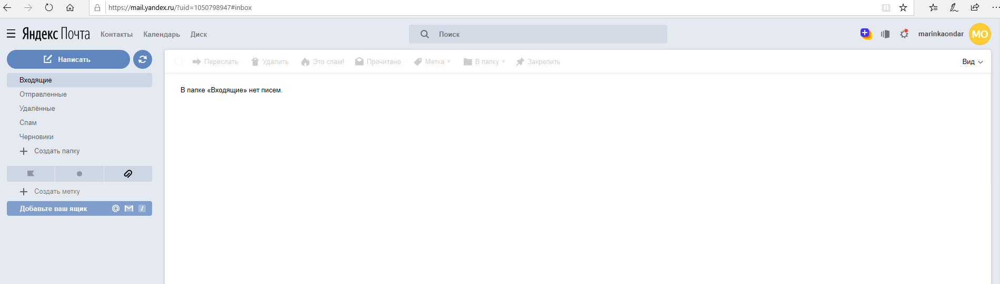 https://mail.yandex.ru/?uid=1050798947#inbox
Яндекс Почта Контакты Календарь Диск Поиск marinkaondar МО
Написать
Переслать Удалить Это спам! Прочитано Метка В папку Закрепить Вид
Входящие
В папке «Входящие» нет писем.
Отправленные
Удалённые
Спам
Черновики
Создать папку
Создать метку
Добавьте ваш ящик